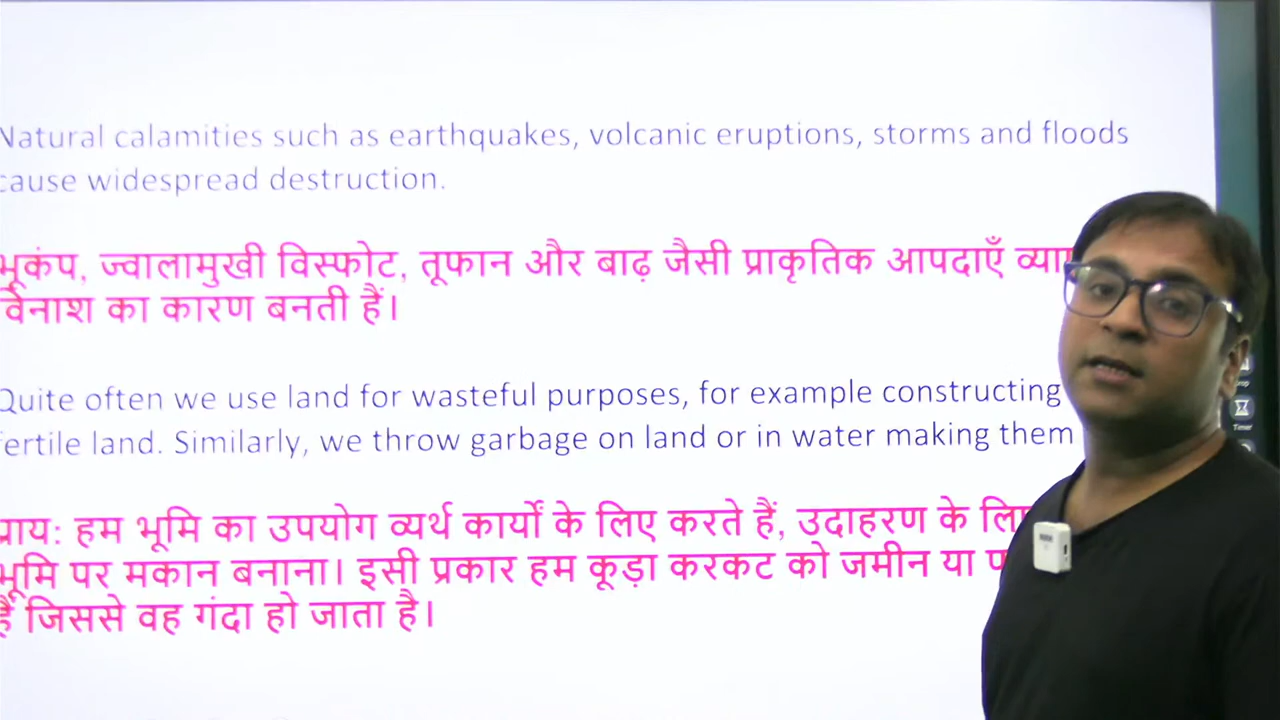 Natural calamities such as earthquakes, volcanic eruptions, storms and floods
cause widespread destruction.
भूकंप, ज्वालामुखी विस्फोट, तूफान और बाढ़ जैसी प्राकृतिक आपदाएँ
विनाश का कारण बनती हैं।
Quite often we use land for wasteful purposes, for example constructing
fertile land. Similarly, we throw garbage on land or in water making them
प्राय: हम भूमि का उपयोग व्यर्थ कार्यों के लिए करते हैं, उदाहरण के
भूमि पर मकान बनाना। इसी प्रकार हम कूड़ा करकट को जमीन या
हैं जिससे वह गंदा हो जाता है।
Timer